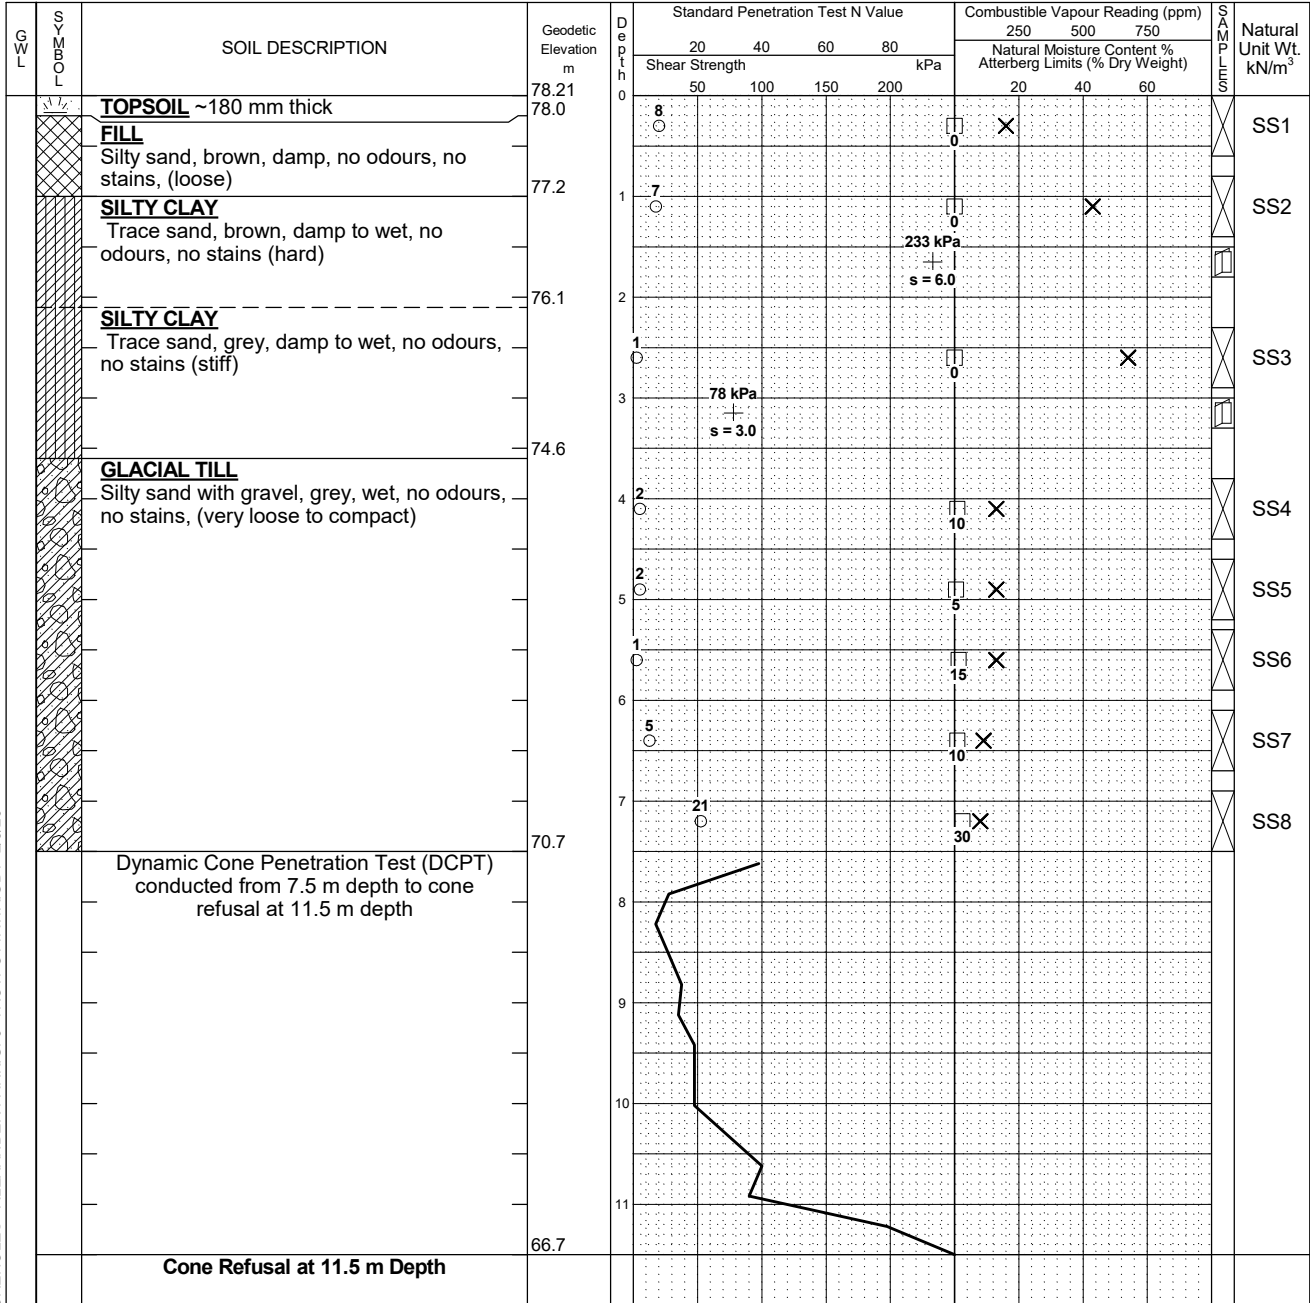 GWL
SYMBOL
SOIL DESCRIPTION
Geodetic
Elevation
m
Depth
Standard Penetration Test N Value
20 40 60 80
Shear Strength kPa
50 100 150 200
Combustible Vapour Reading (ppm)
250 500 750
Natural Moisture Content %
Atterberg Limits (% Dry Weight)
20 40 60
SAMPLES
Natural
Unit Wt.
kN/m³
78.21
0
TOPSOIL ~180 mm thick
78.0
FILL
Silty sand, brown, damp, no odours, no
stains, (loose)
8
0
SS1
77.2
1
SILTY CLAY
Trace sand, brown, damp to wet, no
odours, no stains (hard)
7
0
SS2
233 kPa
s = 6.0
76.1
2
SILTY CLAY
Trace sand, grey, damp to wet, no odours,
no stains (stiff)
1
0
SS3
3
78 kPa
s = 3.0
74.6
GLACIAL TILL
Silty sand with gravel, grey, wet, no odours,
no stains, (very loose to compact)
4
2
10
SS4
2
5
5
SS5
1
15
SS6
6
5
10
SS7
7
21
30
SS8
70.7
Dynamic Cone Penetration Test (DCPT)
conducted from 7.5 m depth to cone
refusal at 11.5 m depth
8
9
10
11
66.7
Cone Refusal at 11.5 m Depth